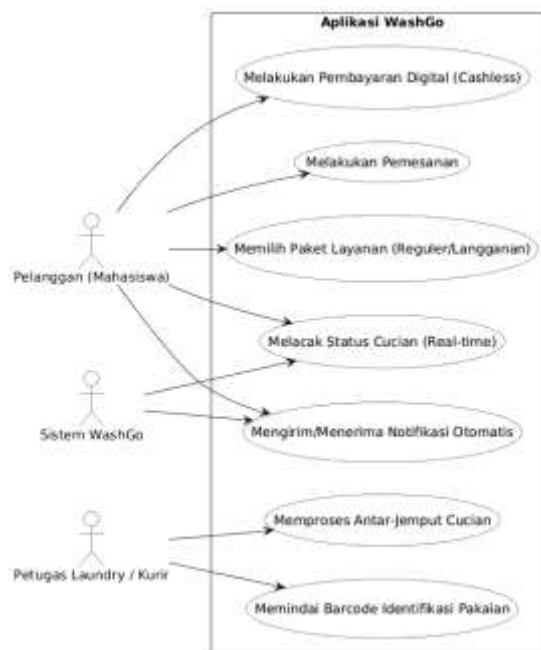 Aplikasi WashGo
Melakukan Pembayaran Digital (Cashless)
Melakukan Pemesanan
Memilih Paket Layanan (Reguler/Langganan)
Pelanggan (Mahasiswa)
Melacak Status Cucian (Real-time)
Sistem WashGo
Mengirim/Menerima Notifikasi Otomatis
Memproses Antar-Jemput Cucian
Petugas Laundry / Kurir
Memindai Barcode Identifikasi Pakaian